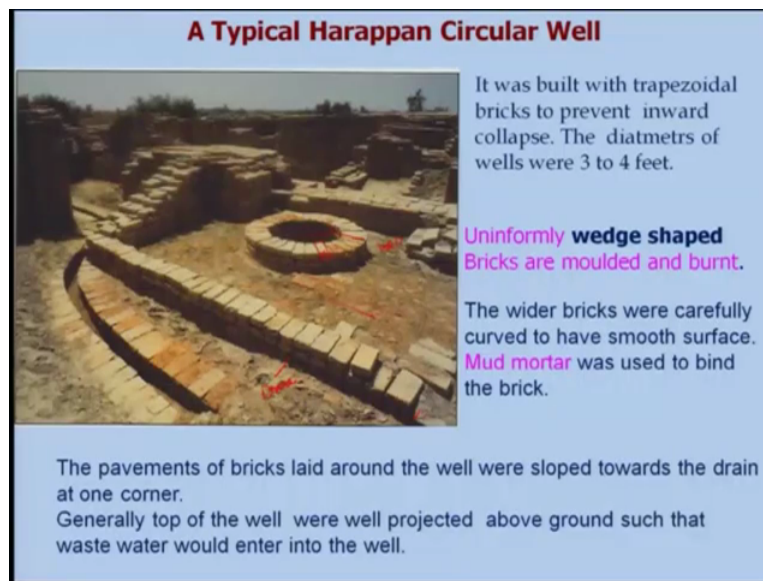 A Typical Harappan Circular Well
It was built with trapezoidal
bricks to prevent inward
collapse. The diatmetrs of
wells were 3 to 4 feet.
Uninformly wedge shaped
Bricks are moulded and burnt.
The wider bricks were carefully
curved to have smooth surface.
Mud mortar was used to bind
the brick.
The pavements of bricks laid around the well were sloped towards the drain
at one corner.
Generally top of the well were well projected above ground such that
waste water would enter into the well.